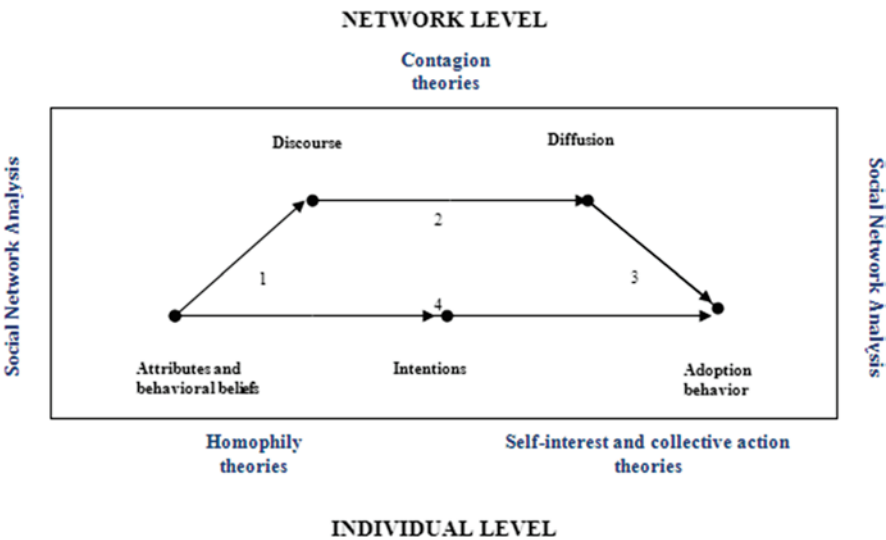 NETWORK LEVEL
Contagion
theories
Social Network Analysis
Social Network Analysis
Discourse
Diffusion
2
1
3
4
Attributes and
behavioral beliefs
Intentions
Adoption
behavior
Homophily
theories
Self-interest and collective action
theories
INDIVIDUAL LEVEL